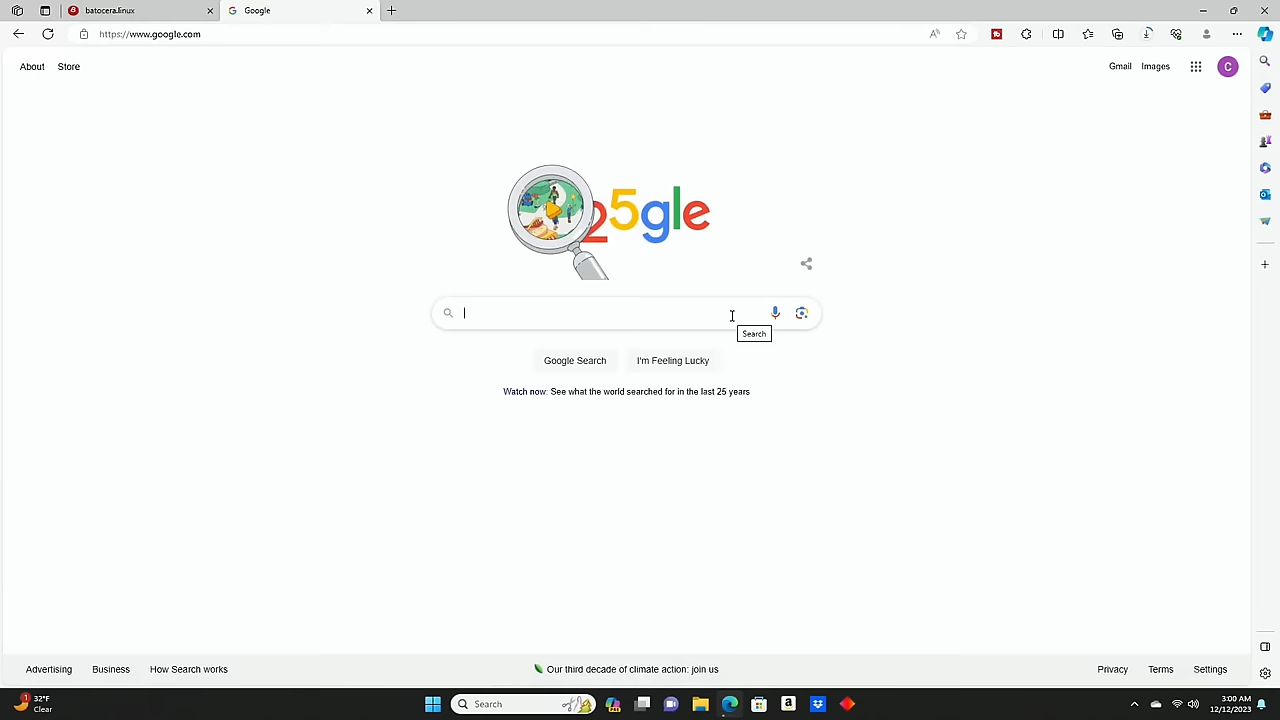 batocera.linux
Google
https://www.google.com
About Store
Gmail Images
C
25gle
Search
Google Search I'm Feeling Lucky
Watch now: See what the world searched for in the last 25 years
Advertising Business How Search works
Our third decade of climate action: join us
Privacy Terms Settings
1
32°F
Clear
Search
3:00 AM
12/12/2023